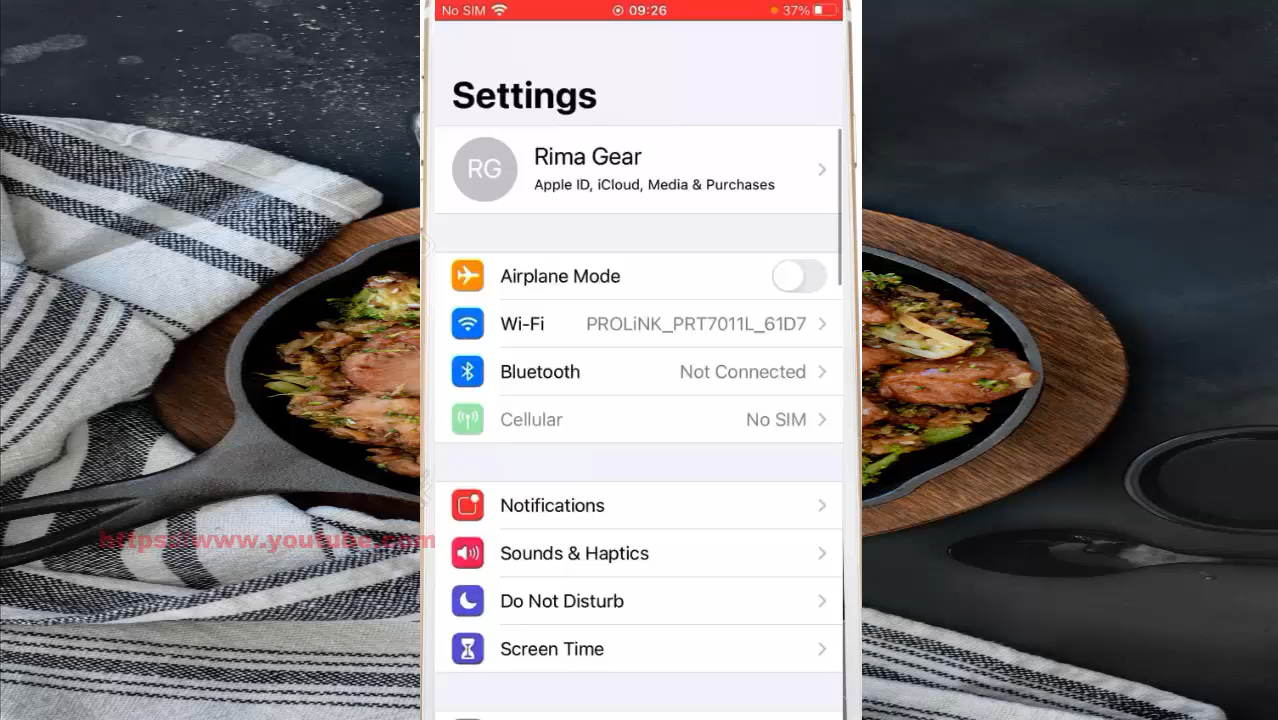 No SIM 09:26 37%
Settings
RG
Rima Gear
Apple ID, iCloud, Media & Purchases
Airplane Mode
Wi-Fi PROLiNK_PRT7011L_61D7
Bluetooth Not Connected
Cellular No SIM
Notifications
https://www.youtube.com
Sounds & Haptics
Do Not Disturb
Screen Time